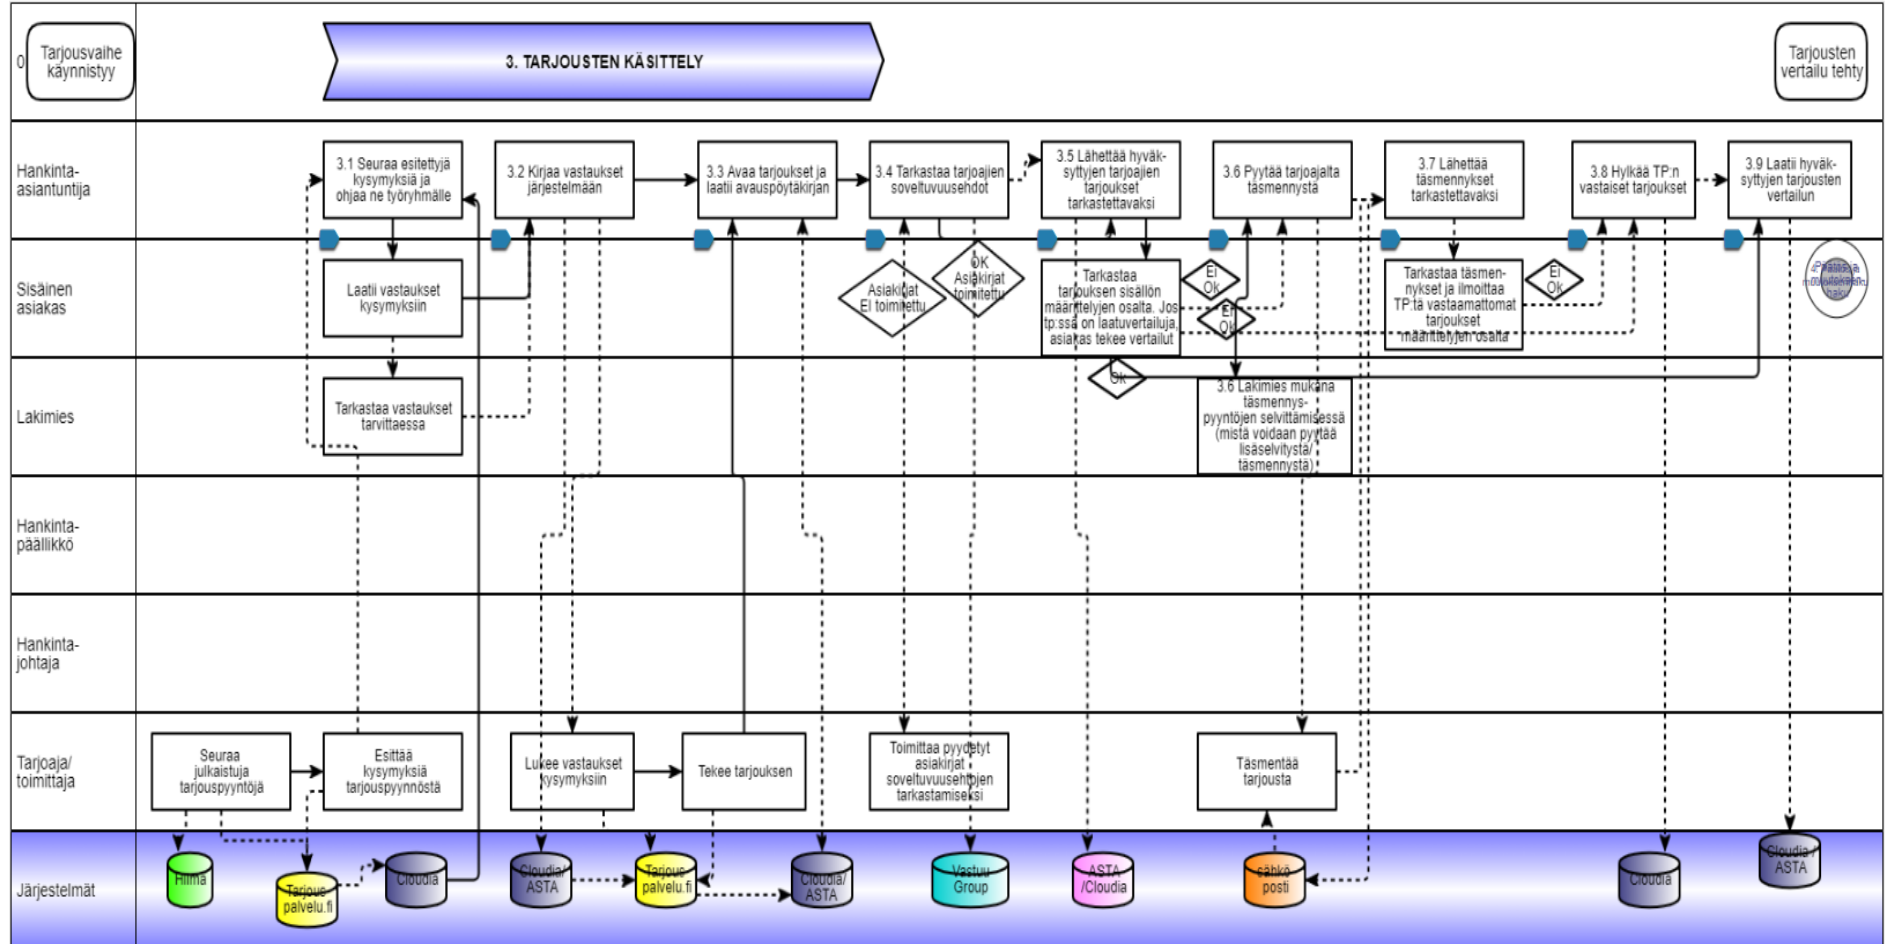 0
Tarjousvaihe
käynnistyy
3. TARJOUSTEN KÄSITTELY
Tarjousten
vertailu tehty
Hankinta-
asiantuntija
3.1 Seuraa esitettyjä
kysymyksiä ja
ohjaa ne työryhmälle
3.2 Kirjaa vastaukset
järjestelmään
3.3 Avaa tarjoukset ja
laatii avauspöytäkirjan
3.4 Tarkastaa tarjoajien
soveltuvuusehdot
3.5 Lähettää hyväk-
syttyjen tarjoajien
tarjoukset
tarkastettavaksi
3.6 Pyytää tarjoajalta
täsmennystä
3.7 Lähettää
täsmennykset
tarkastettavaksi
3.8 Hylkää TP:n
vastaiset tarjoukset
3.9 Laatii hyväk-
syttyjen tarjousten
vertailun
Sisäinen
asiakas
Laatii vastaukset
kysymyksiin
Asiakirjat
EI toimitettu
OK
Asiakirjat
toimitettu
Tarkastaa
tarjouksen sisällön
määrittelyjen osalta. Jos
tp:ssä on laatuvertailuja,
asiakas tekee vertailut
Ei
Ok
Ei
Ok
Tarkastaa täsmen-
nykset ja ilmoittaa
TP:tä vastaamattomat
tarjoukset
määrittelyjen osalta
Ei
Ok
Lakimies
Tarkastaa vastaukset
tarvittaessa
Ok
3.6 Lakimies mukana
täsmennys-
pyyntöjen selvittämisessä
(mistä voidaan pyytää
lisäselvitystä/
täsmennystä)
Hankinta-
päällikkö
Hankinta-
johtaja
Tarjoaja/
toimittaja
Seuraa
julkaistuja
tarjouspyyntöjä
Esittää
kysymyksiä
tarjouspyynnöstä
Lukee vastaukset
kysymyksiin
Tekee tarjouksen
Toimittaa pyydetyt
asiakirjat
soveltuvuusehtojen
tarkastamiseksi
Täsmentää
tarjousta
Järjestelmät
Hilma
Tarjous-
palvelu.fi
Cloudia
Cloudia/
ASTA
Tarjous-
palvelu.fi
Cloudia/
ASTA
Vastuu
Group
ASTA
/Cloudia
sähkö
posti
Cloudia
Cloudia /
ASTA